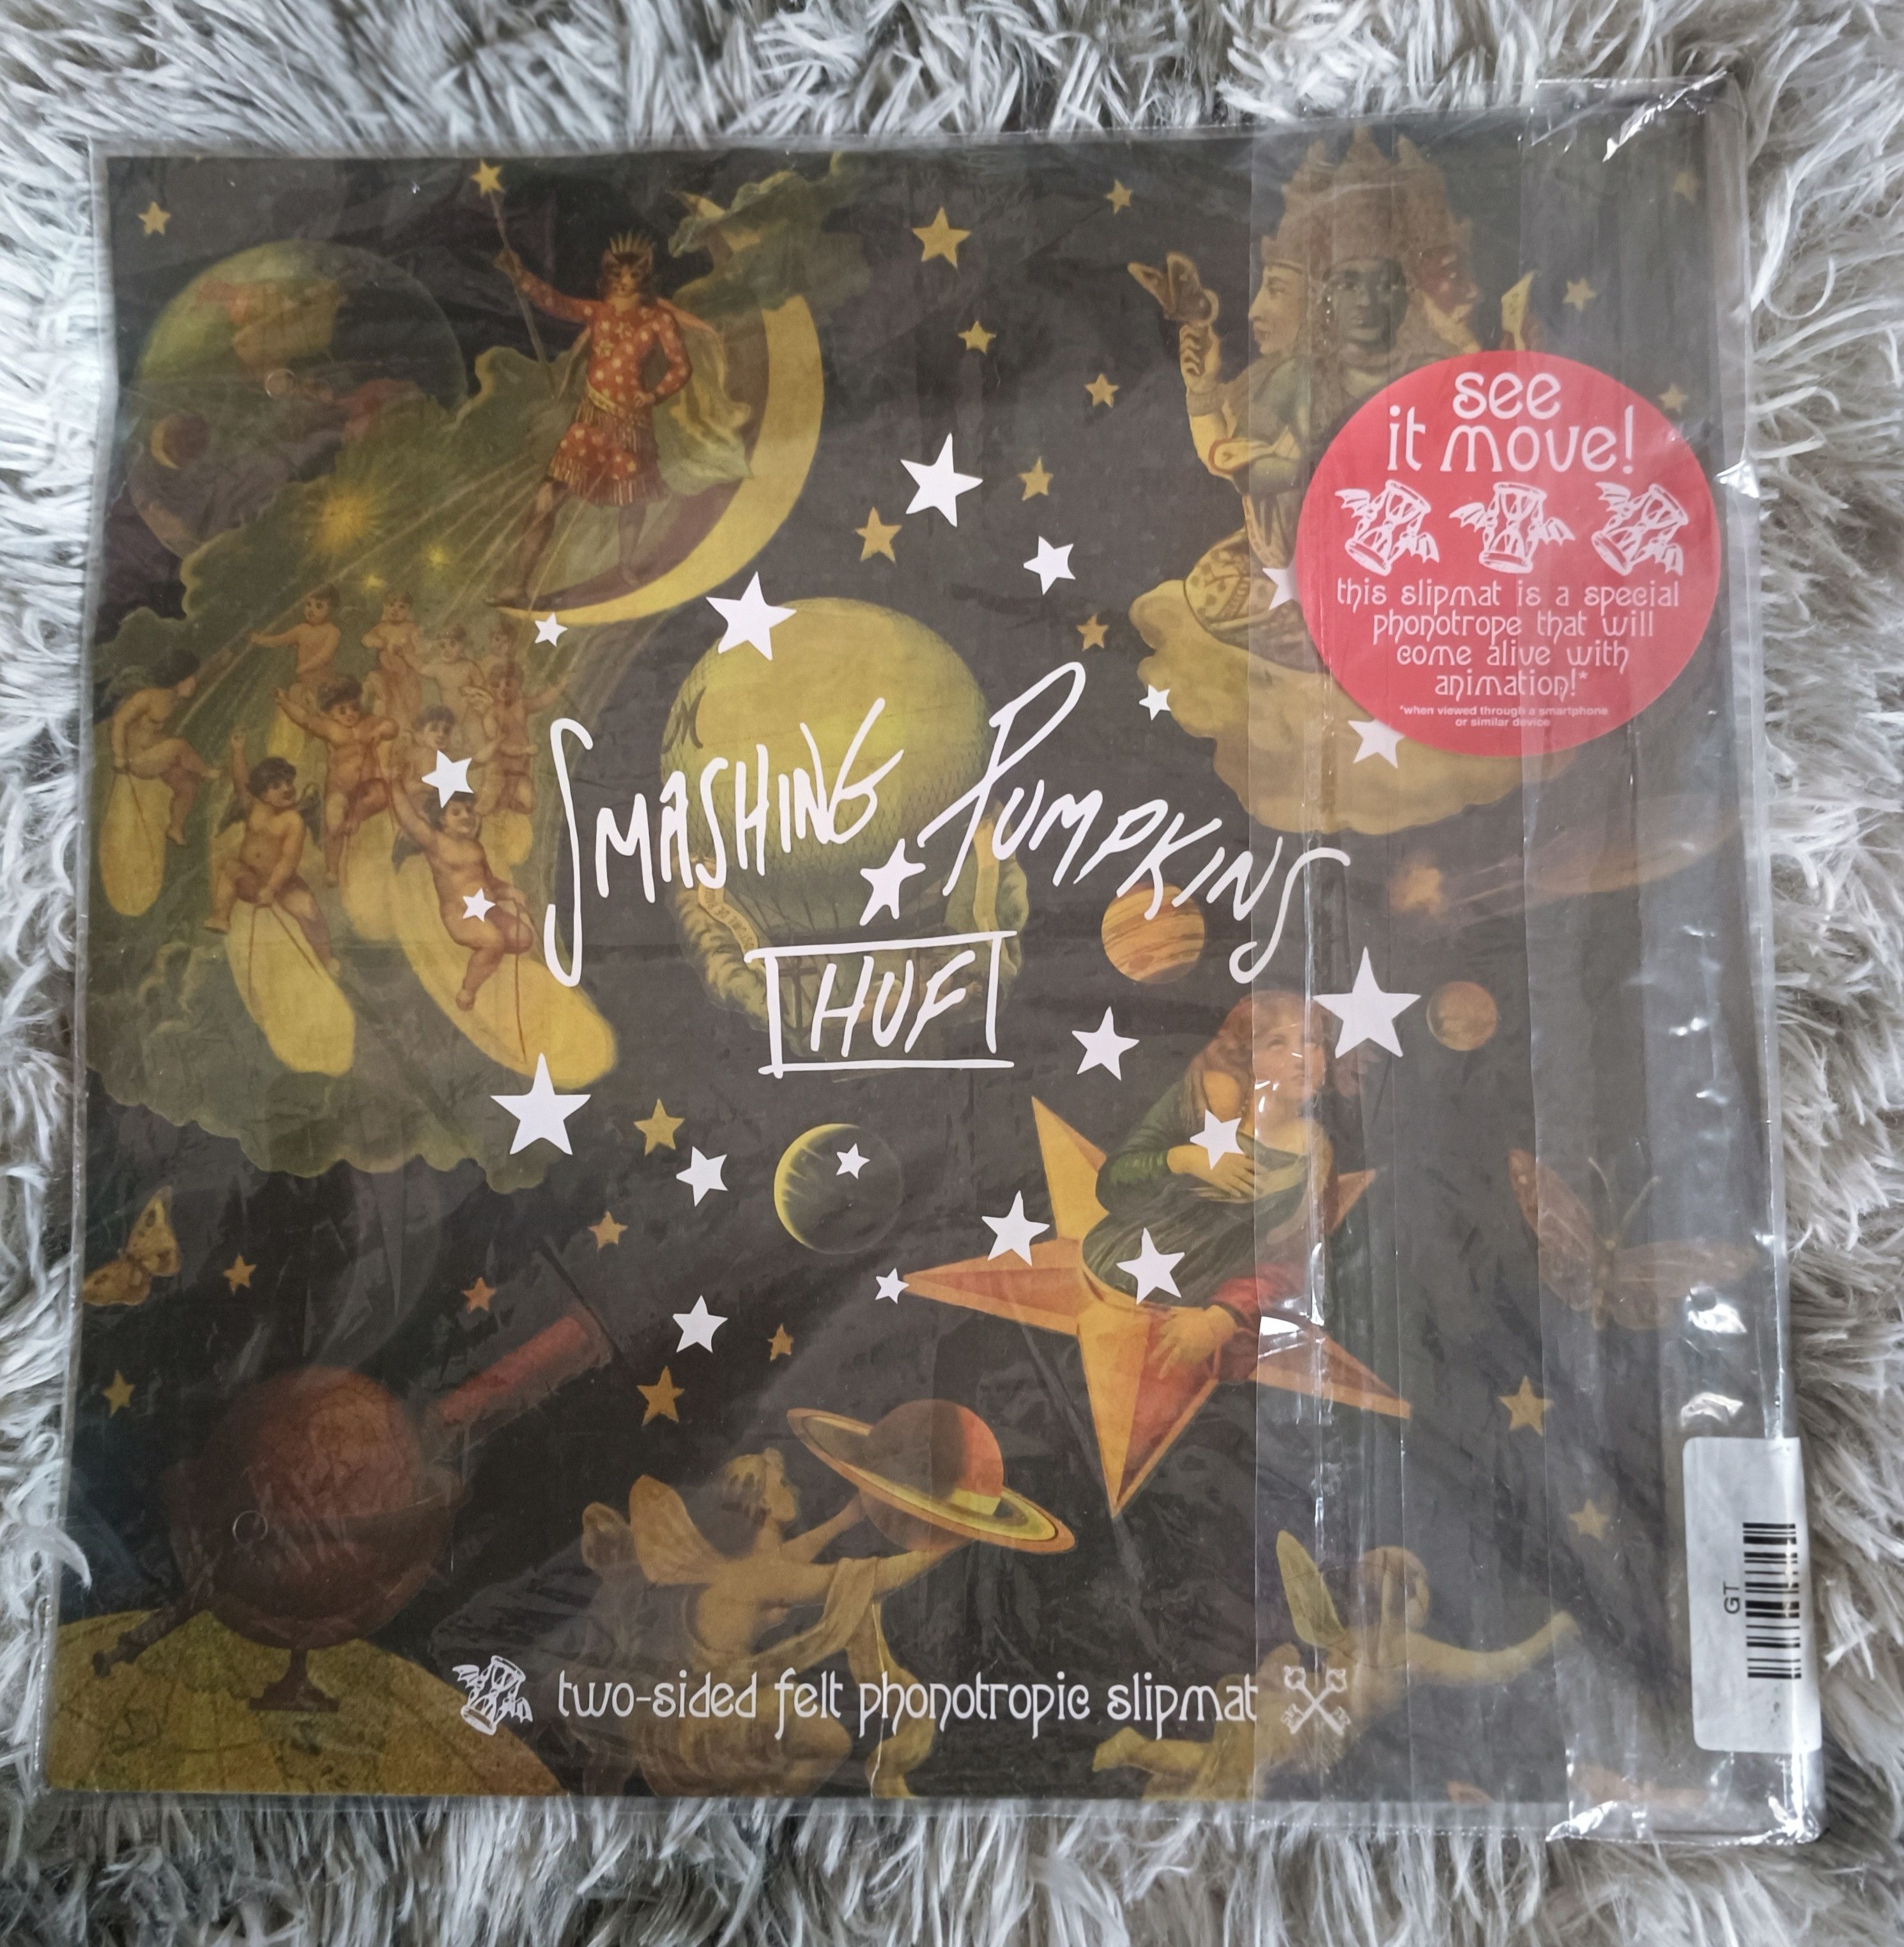 see
it move!
this slipmat is a special
phonotrope that will
come alive with
animation!*
*when viewed through a smartphone
or similar device
SMASHING PUMPKINS
HUF
two-sided felt phonotropic slipmat
GT